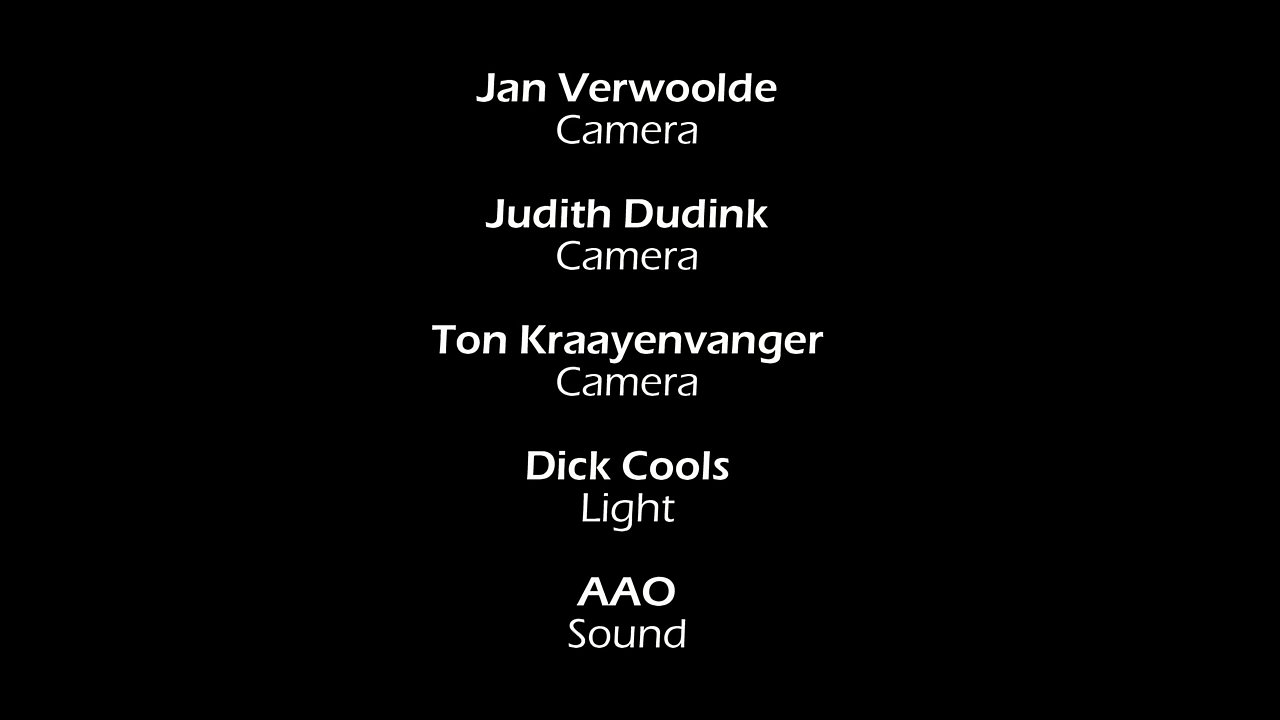 Jan Verwoolde
Camera
Judith Dudink
Camera
Ton Kraayenvanger
Camera
Dick Cools
Light
AAO
Sound